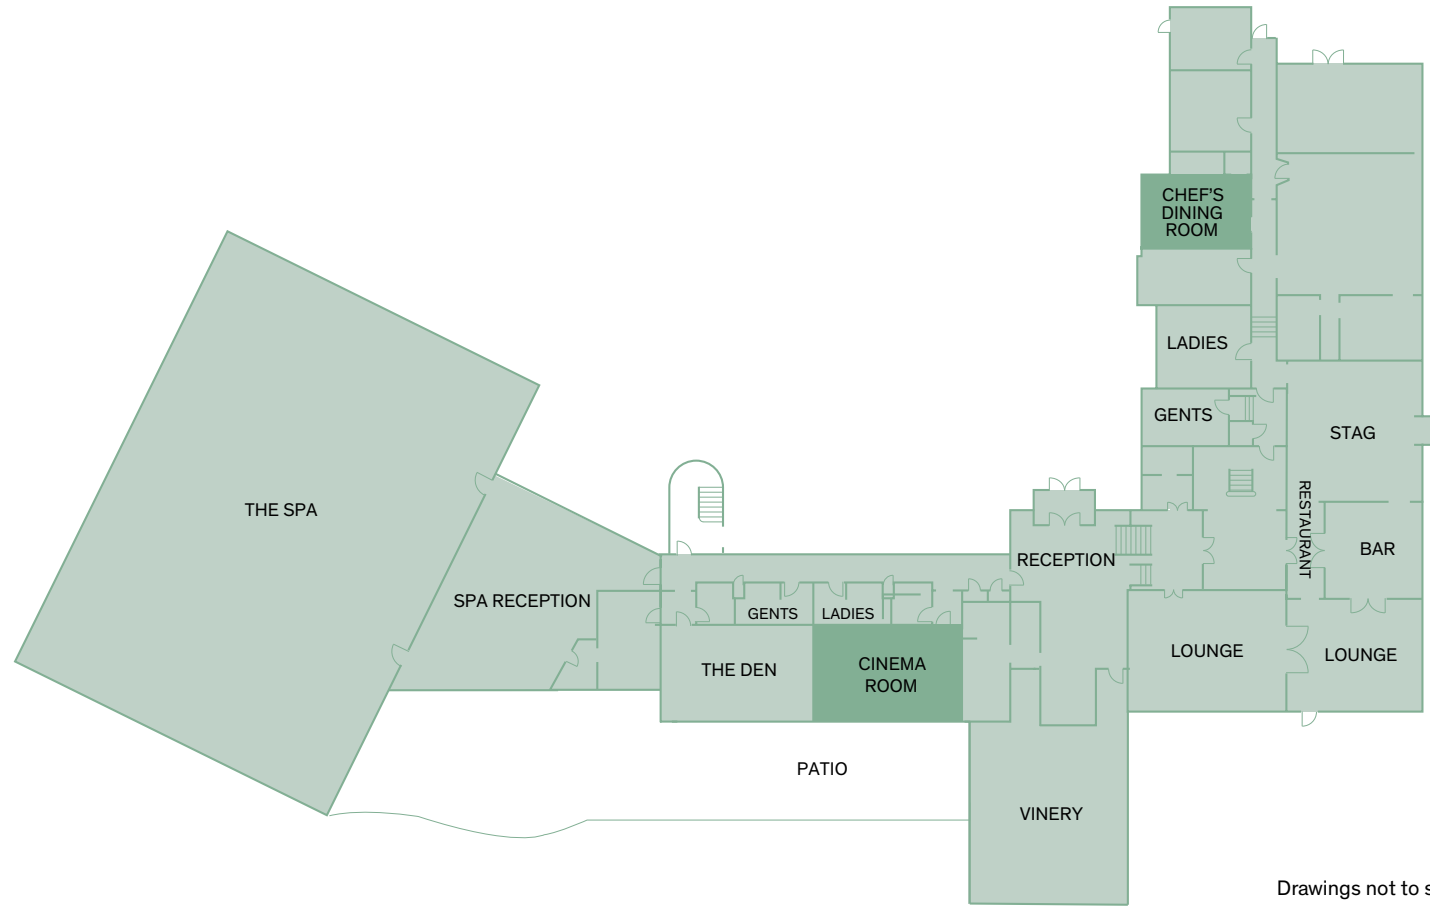 CHEF'S
DINING
ROOM
LADIES
GENTS
STAG
THE SPA
RESTAURANT
BAR
RECEPTION
SPA RECEPTION
GENTS
LADIES
LOUNGE
LOUNGE
THE DEN
CINEMA
ROOM
PATIO
VINERY
Drawings not to s